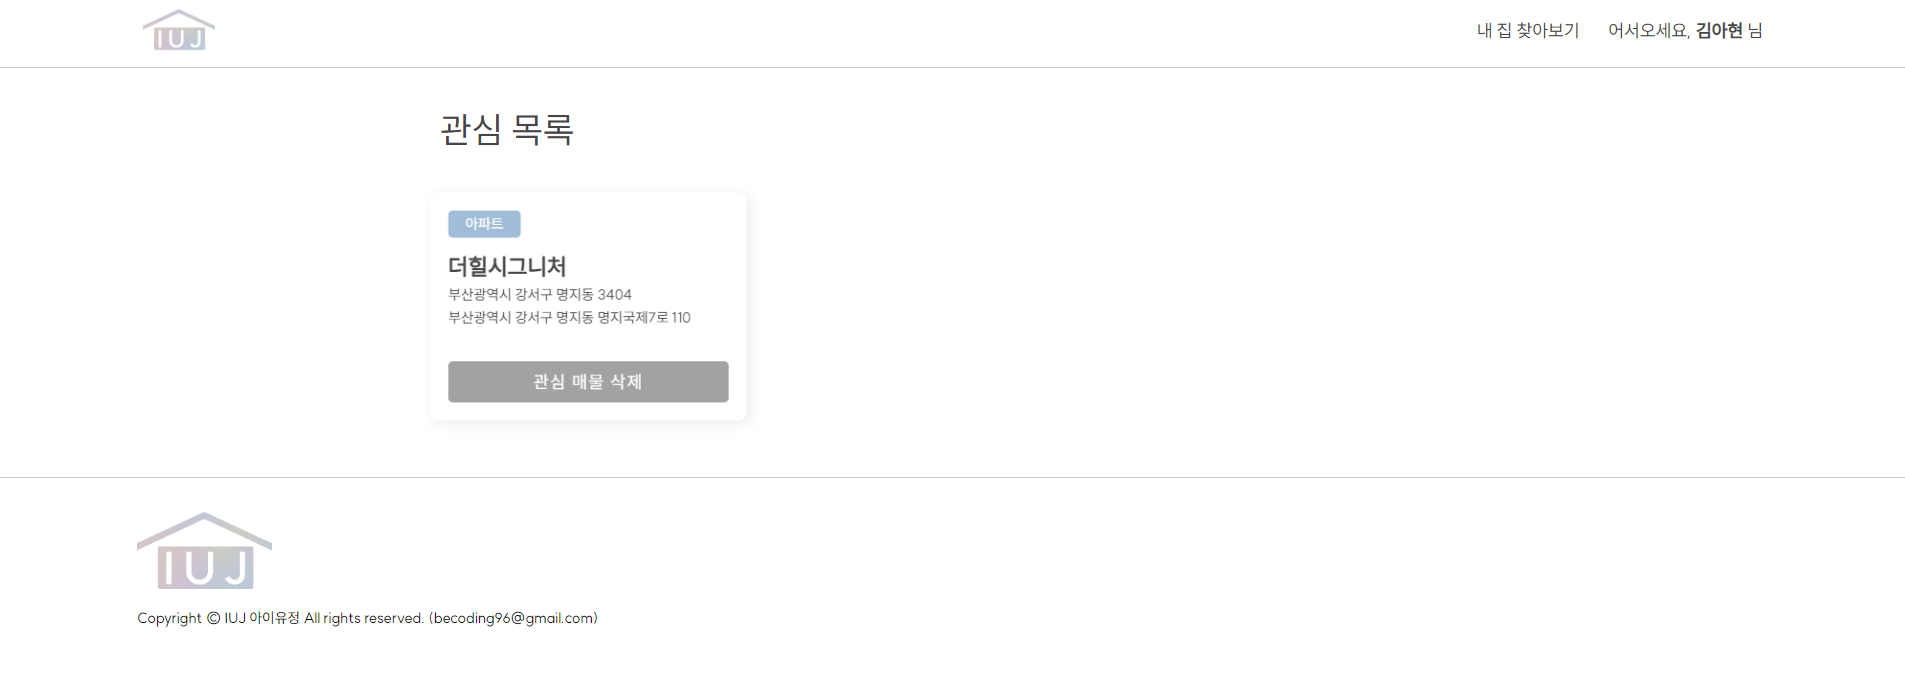 IUJ
내 집 찾아보기
어서오세요, 김아현 님
관심 목록
아파트
더힐시그니처
부산광역시 강서구 명지동 3404
부산광역시 강서구 명지동 명지국제7로 110
관심 매물 삭제
IUJ
Copyright © IUJ 아이유정 All rights reserved. (becoding96@gmail.com)